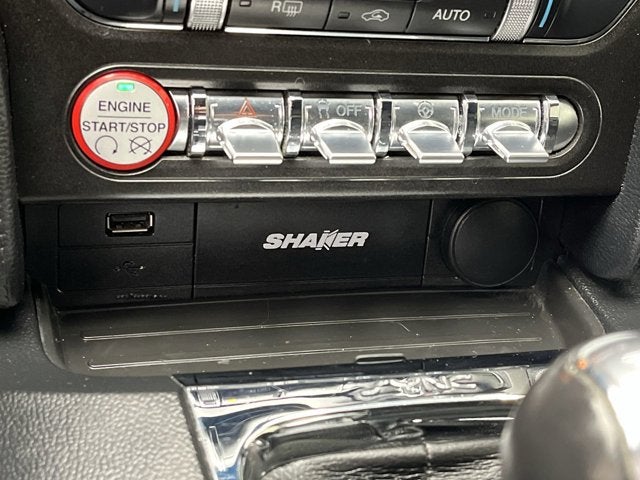 R
AUTO
ENGINE
START/STOP
OFF
MODE
SHAKER
SYNC